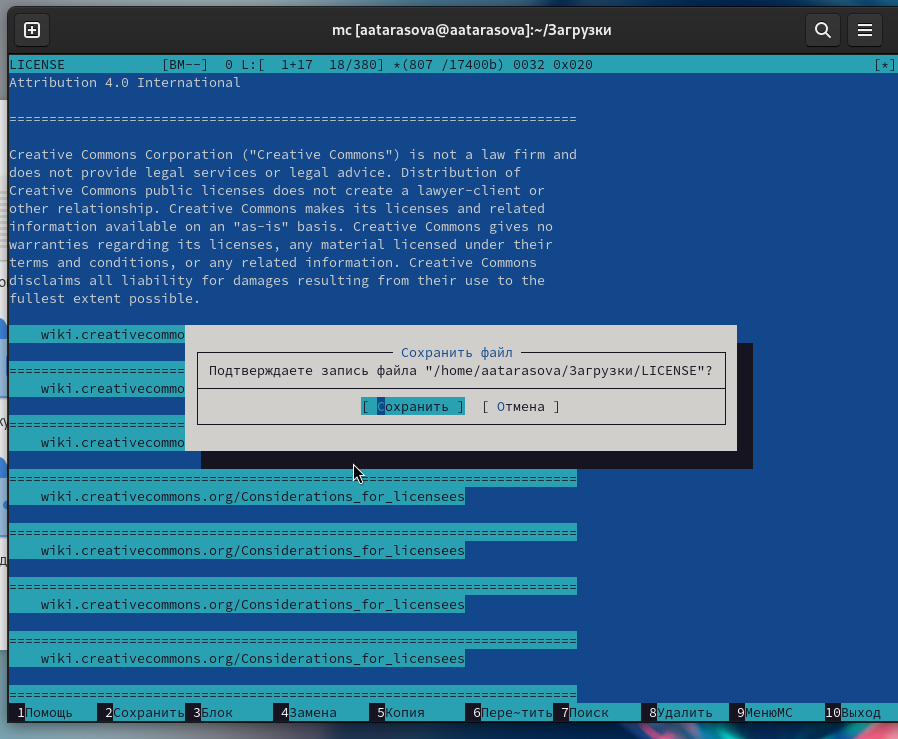 mc [aatarasova@aatarasova]:~/Загрузки
LICENSE [BM--] 0 L:[ 1+17 18/380] *(807 /17400b) 0032 0x020 [*]
Attribution 4.0 International
=======================================================================
Creative Commons Corporation ("Creative Commons") is not a law firm and
does not provide legal services or legal advice. Distribution of
Creative Commons public licenses does not create a lawyer-client or
other relationship. Creative Commons makes its licenses and related
information available on an "as-is" basis. Creative Commons gives no
warranties regarding its licenses, any material licensed under their
terms and conditions, or any related information. Creative Commons
disclaims all liability for damages resulting from their use to the
fullest extent possible.
wiki.creativecommo
======================
Сохранить файл
Подтверждаете запись файла "/home/aatarasova/Загрузки/LICENSE"?
wiki.creativecommo
[ Сохранить ] [ Отмена ]
======================
wiki.creativecommo
=======================================================================
wiki.creativecommons.org/Considerations_for_licensees
=======================================================================
wiki.creativecommons.org/Considerations_for_licensees
=======================================================================
wiki.creativecommons.org/Considerations_for_licensees
=======================================================================
wiki.creativecommons.org/Considerations_for_licensees
=======================================================================
1Помощь 2Сохранить 3Блок 4Замена 5Копия 6Пере~тить 7Поиск 8Удалить 9МенюMC 10Выход